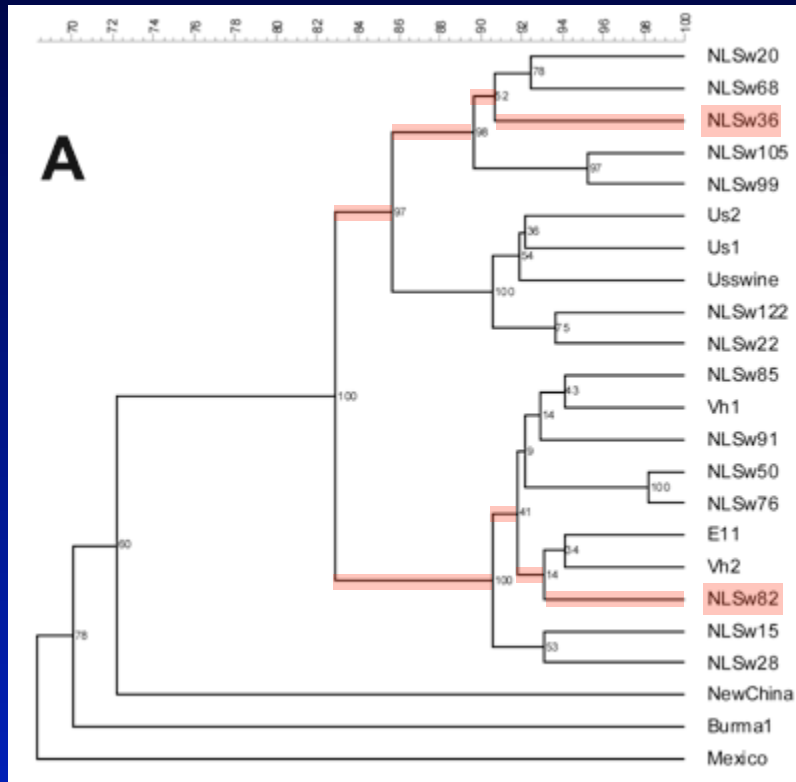 70 72 74 76 78 80 82 84 86 88 90 92 94 96 98 100
A
NLSw20
78
NLSw68
52
NLSw36
98
NLSw105
97
NLSw99
97
Us2
36
Us1
54
Usswine
100
NLSw122
75
NLSw22
100
NLSw85
43
Vh1
14
NLSw91
9
NLSw50
100
NLSw76
41
E11
34
Vh2
14
NLSw82
100
NLSw15
53
NLSw28
60
NewChina
78
Burma1
Mexico